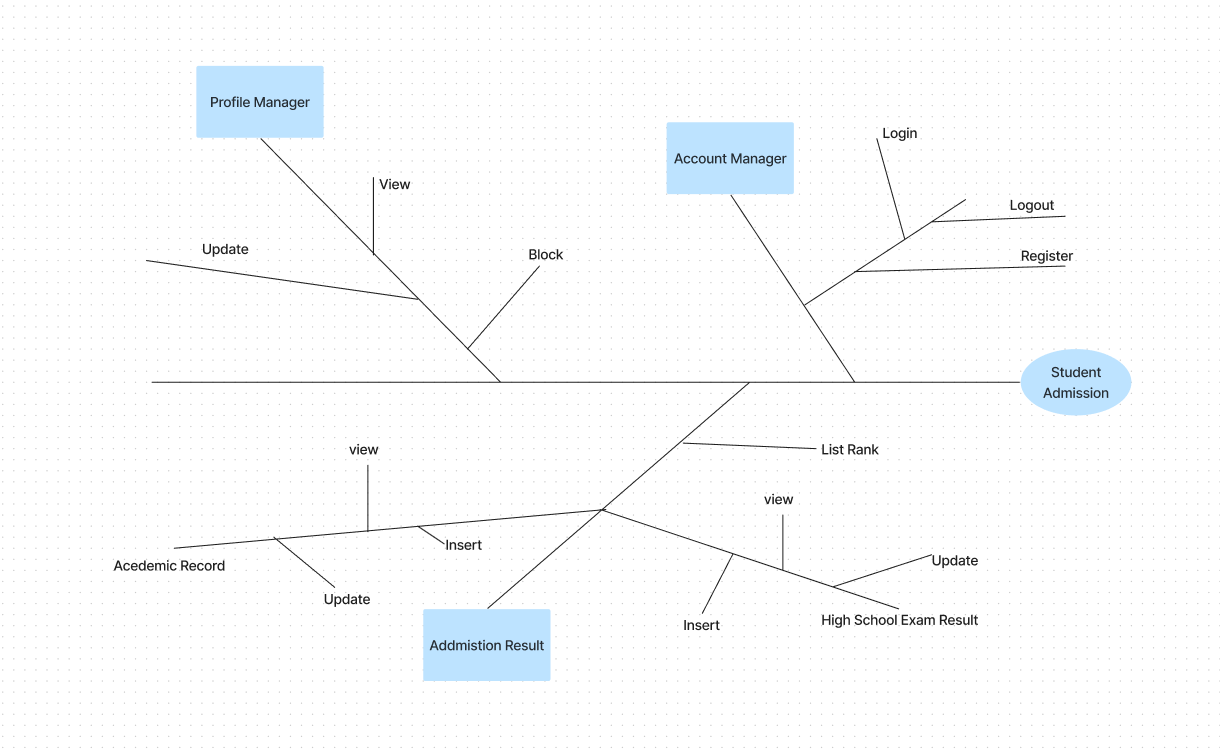 Profile Manager
Account Manager
Login
View
Logout
Update
Block
Register
Student
Admission
view
List Rank
view
Insert
Acedemic Record
Update
Update
Insert
High School Exam Result
Addmistion Result